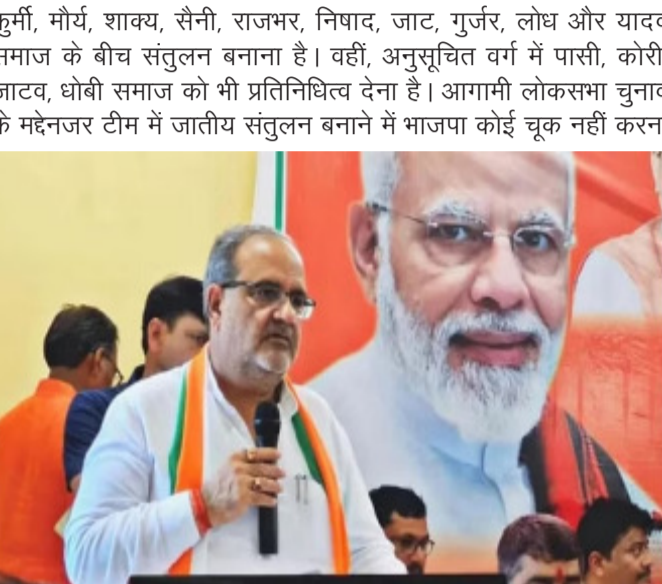 कुर्मी, मौर्य, शाक्य, सैनी, राजभर, निषाद, जाट, गुर्जर, लोध और यादव
समाज के बीच संतुलन बनाना है। वहीं, अनुसूचित वर्ग में पासी, कोरी
जाटव, धोबी समाज को भी प्रतिनिधित्व देना है। आगामी लोकसभा चुनाव
के मद्देनजर टीम में जातीय संतुलन बनाने में भाजपा कोई चूक नहीं करन